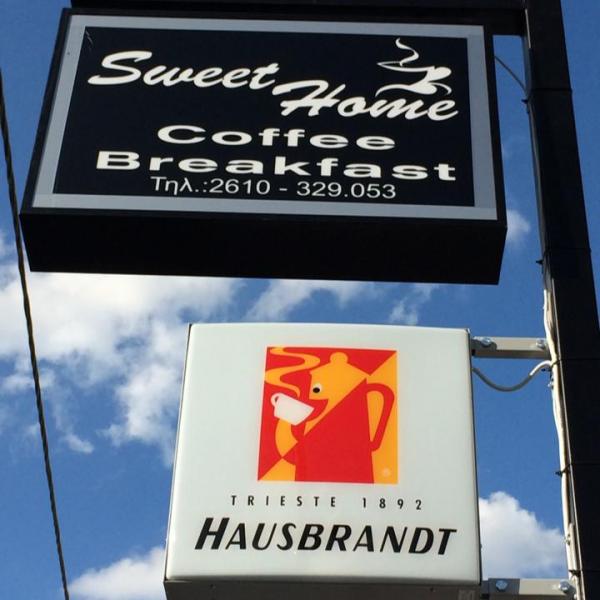 Sweet Home
Coffee
Breakfast
Τηλ.:2610 - 329.053
TRIESTE 1892
HAUSBRANDT